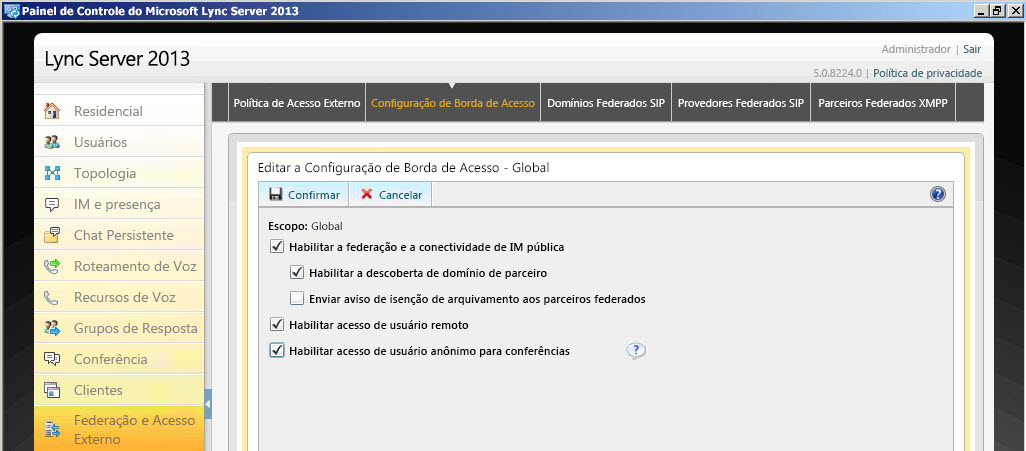 Painel de Controle do Microsoft Lync Server 2013
Lync Server 2013
Administrador | Sair
5.0.8224.0 | Política de privacidade
Residencial
Usuários
Topologia
IM e presença
Chat Persistente
Roteamento de Voz
Recursos de Voz
Grupos de Resposta
Conferência
Clientes
Federação e Acesso
Externo
Política de Acesso Externo
Configuração de Borda de Acesso
Domínios Federados SIP
Provedores Federados SIP
Parceiros Federados XMPP
Editar a Configuração de Borda de Acesso - Global
Confirmar
Cancelar
Escopo: Global
Habilitar a federação e a conectividade de IM pública
Habilitar a descoberta de domínio de parceiro
Enviar aviso de isenção de arquivamento aos parceiros federados
Habilitar acesso de usuário remoto
Habilitar acesso de usuário anônimo para conferências